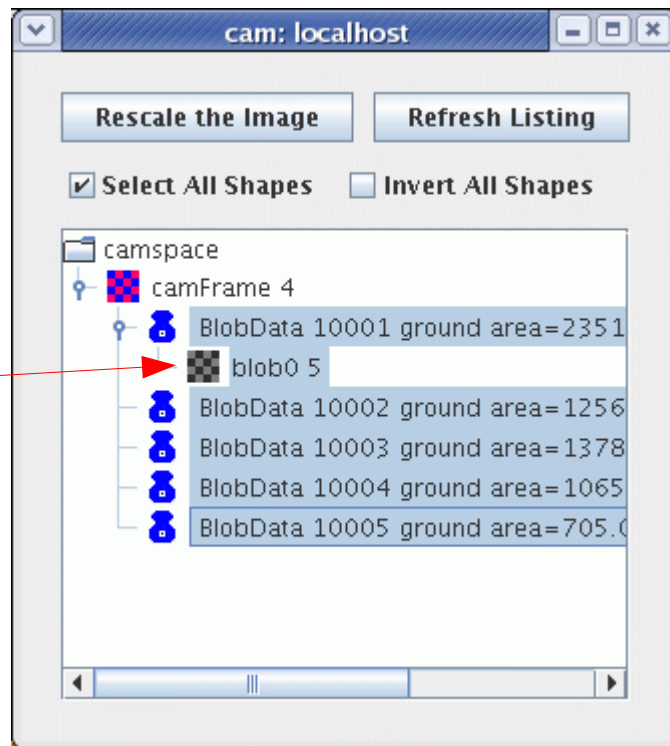 cam: localhost
Rescale the Image
Refresh Listing
Select All Shapes
Invert All Shapes
camspace
camFrame 4
BlobData 10001 ground area=2351
blob0 5
BlobData 10002 ground area=1256
BlobData 10003 ground area=1378
BlobData 10004 ground area=1065
BlobData 10005 ground area=705.0